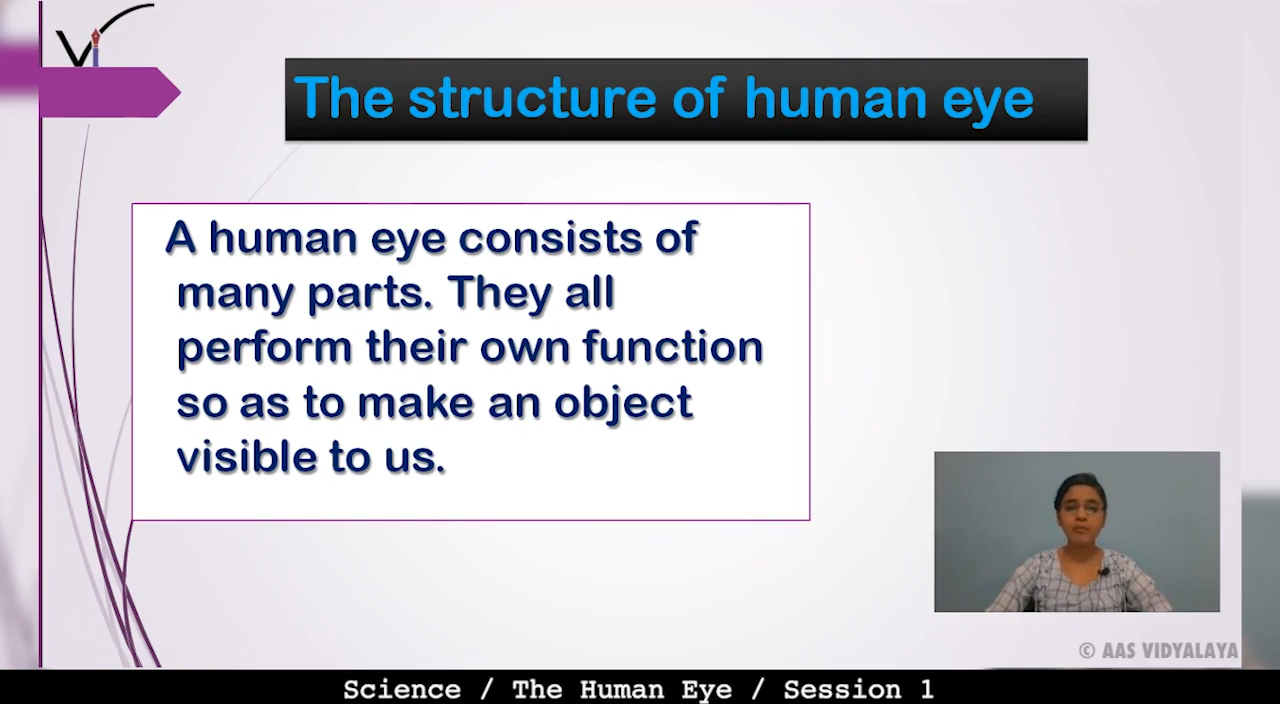 The structure of human eye
A human eye consists of
many parts. They all
perform their own function
so as to make an object
visible to us.
© AAS VIDYALAYA
Science / The Human Eye / Session 1